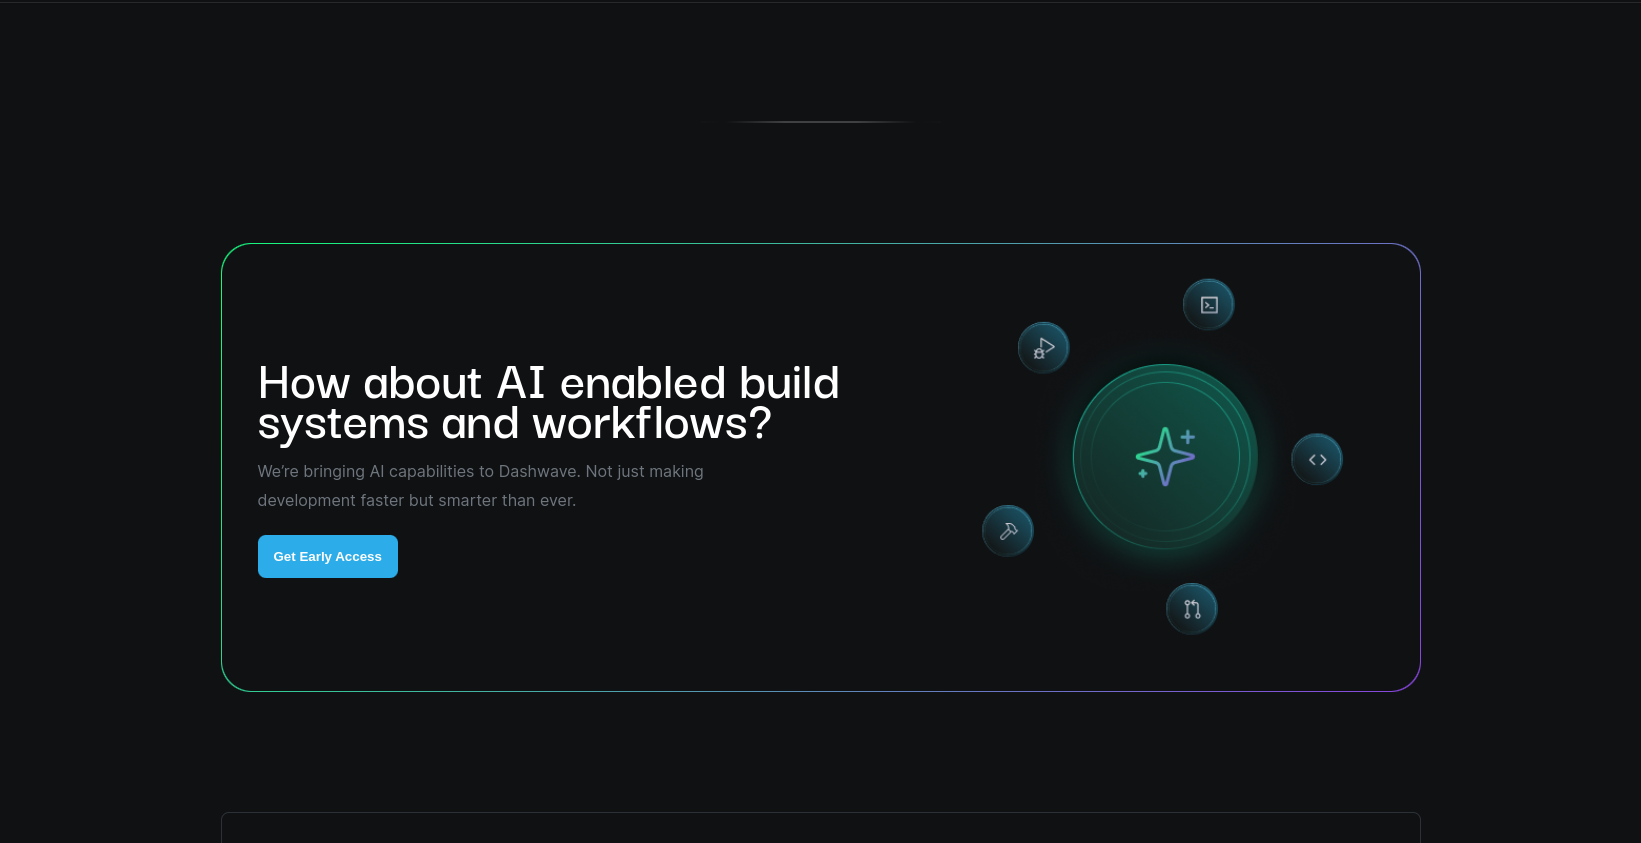 How about AI enabled build
systems and workflows?
We’re bringing AI capabilities to Dashwave. Not just making
development faster but smarter than ever.
Get Early Access